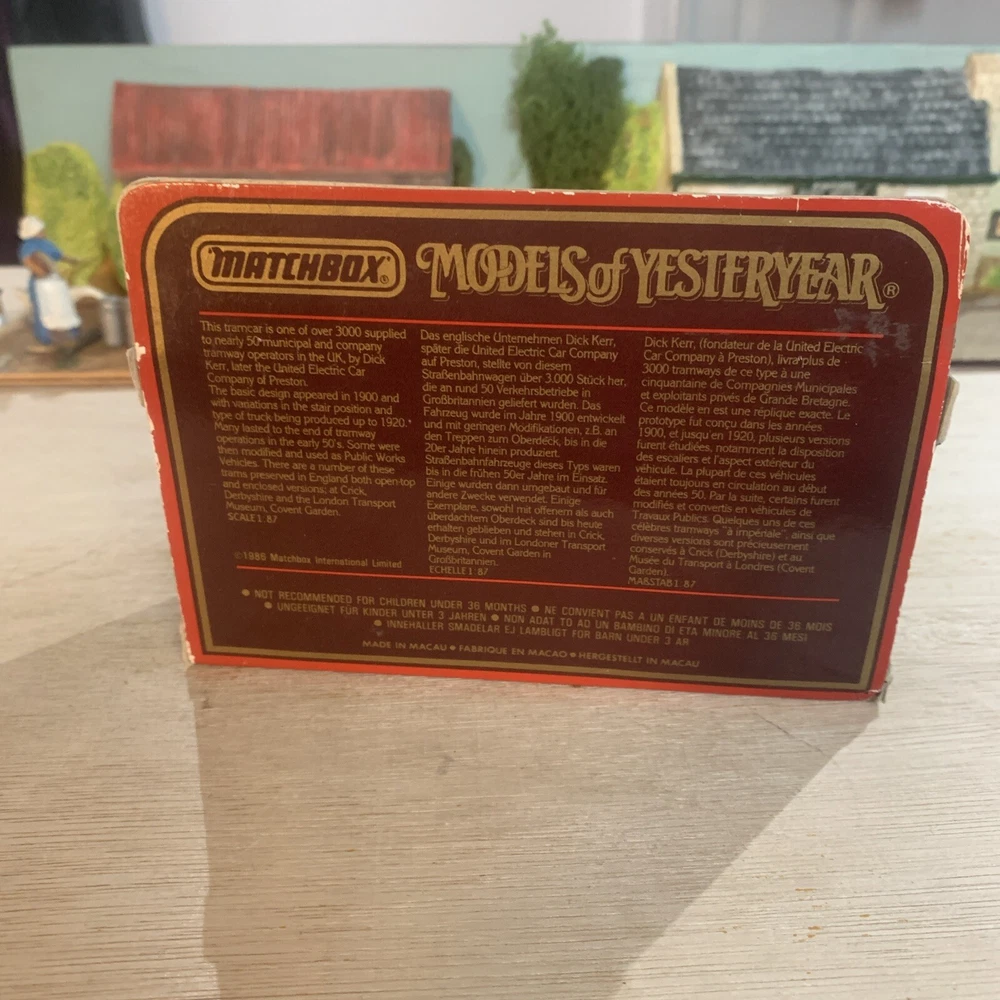 MATCHBOX®
MODELS of YESTERYEAR®
This tramcar is one of over 3000 supplied
to nearly 50 municipal and company
tramway operators in the UK, by Dick
Kerr, later the United Electric Car
Company of Preston.
The basic design appeared in 1900 and
with variations in the stair position and
type of truck being produced up to 1920.
Many lasted to the end of tramway
operations in the early 50's. Some were
then modified and used as Public Works
Vehicles. There are a number of these
trams preserved in England both open-top
and enclosed versions; at Crick,
Derbyshire and the London Transport
Museum, Covent Garden.
SCALE 1: 87
©1986 Matchbox International Limited
Das englische Unternehmen Dick Kerr,
später die United Electric Car Company
auf Preston, stellte von diesem
Straßenbahnwagen über 3.000 Stück her,
die an rund 50 Verkehrsbetriebe in
Großbritannien geliefert wurden. Das
Fahrzeug wurde im Jahre 1900 entwickelt
und mit geringen Modifikationen, z.B. an
den Treppen zum Oberdeck, bis in die
20er Jahre hinein produziert.
Straßenbahnfahrzeuge dieses Typs waren
bis in die frühen 50er Jahre im Einsatz.
Einige wurden dann umgebaut und für
andere Zwecke verwendet. Einige
Exemplare, sowohl mit offenem als auch
überdachtem Oberdeck sind bis heute
erhalten geblieben und stehen in Crick,
Derbyshire und im Londoner Transport
Museum, Covent Garden in
Großbritannien.
ECHELLE 1: 87
Dick Kerr, (fondateur de la United Electric
Car Company à Preston), livra plus de
3000 tramways de ce type à une
cinquantaine de Compagnies Municipales
et exploitants privés de Grande Bretagne.
Ce modèle en est une réplique exacte. Le
prototype fut conçu dans les années
1900, et jusqu en 1920, plusieurs versions
furent étudiées, notamment la disposition
des escaliers et l'aspect extérieur du
véhicule. La plupart de ces véhicules
étaient toujours en circulation au début
des années 50. Par la suite, certains furent
modifiés et convertis en véhicules de
Travaux Publics. Quelques uns de ces
célèbres tramways "à impériale", ainsi que
diverses versions sont précieusement
conservés à Crick (Derbyshire) et au
Musée du Transport à Londres (Covent
Garden).
MAßSTAB 1: 87
● NOT RECOMMENDED FOR CHILDREN UNDER 36 MONTHS ● NE CONVIENT PAS A UN ENFANT DE MOINS DE 36 MOIS
● UNGEEIGNET FÜR KINDER UNTER 3 JAHREN ● NON ADAT TO AD UN BAMBINO DI ETA MINORE AL 36 MESI
● INNEHALLER SMADELAR EJ LAMBLIGT FOR BARN UNDER 3 AR
MADE IN MACAU ● FABRIQUE EN MACAO ● HERGESTELLT IN MACAU